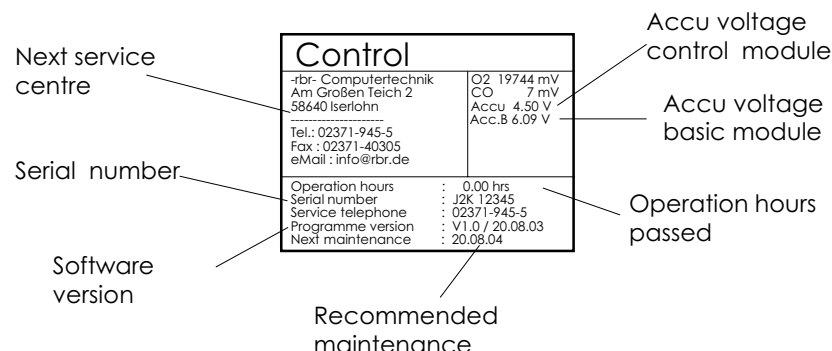 Next service
centre
Serial number
Software
version
Control
-rbr- Computertechnik
Am Großen Teich 2
58640 Iserlohn
---------------------
Tel.: 02371-945-5
Fax : 02371-40305
eMail : info@rbr.de
O2 19744 mV
CO 7 mV
Accu 4.50 V
Acc.B 6.09 V
Operation hours : 0.00 hrs
Serial number : J2K 12345
Service telephone : 02371-945-5
Programme version : V1.0 / 20.08.03
Next maintenance : 20.08.04
Accu voltage
control module
Accu voltage
basic module
Operation hours
passed
Recommended
maintenance